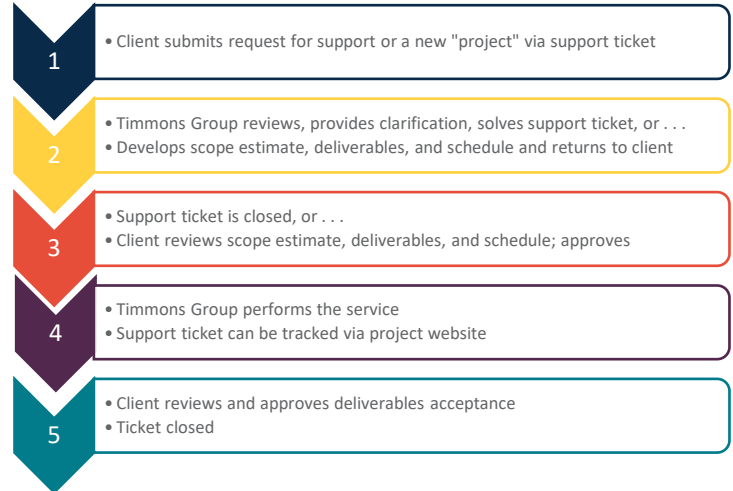 1
• Client submits request for support or a new "project" via support ticket
2
• Timmons Group reviews, provides clarification, solves support ticket, or . . .
• Develops scope estimate, deliverables, and schedule and returns to client
3
• Support ticket is closed, or . . .
• Client reviews scope estimate, deliverables, and schedule; approves
4
• Timmons Group performs the service
• Support ticket can be tracked via project website
5
• Client reviews and approves deliverables acceptance
• Ticket closed